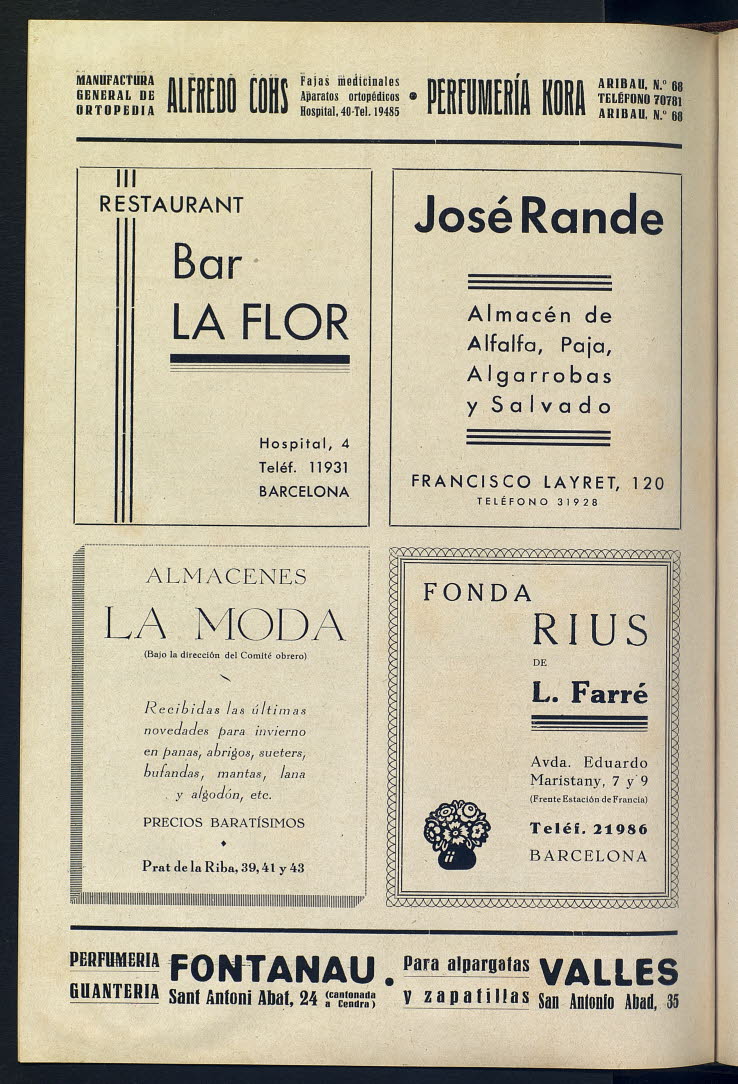 MANUFACTURA
GENERAL DE
ORTOPEDIA
ALFREDO COHS
Fajas medicinales
Aparatos ortopédicos
Hospital, 40-Tel. 19485
• PERFUMERÍA KORA
ARIBAU, N.º 68
TELÉFONO 70781
ARIBAU, N.º 68
RESTAURANT
Bar
LA FLOR
Hospital, 4
Teléf. 11931
BARCELONA
José Rande
Almacén de
Alfalfa, Paja,
Algarrobas
y Salvado
FRANCISCO LAYRET, 120
TELÉFONO 31928
ALMACENES
LA MODA
(Bajo la dirección del Comité obrero)
Recibidas las últimas
novedades para invierno
en panas, abrigos, sueters,
bufandas, mantas, lana
y algodón, etc.
PRECIOS BARATÍSIMOS
Prat de la Riba, 39, 41 y 43
FONDA
RIUS
DE
L. Farré
Avda. Eduardo
Maristany, 7 y 9
(Frente Estación de Francia)
Teléf. 21986
BARCELONA
PERFUMERIA
GUANTERIA
FONTANAU.
Sant Antoni Abat, 24 (cantonada
a Cendra)
Para alpargatas
y zapatillas
VALLES
San Antonio Abad, 35